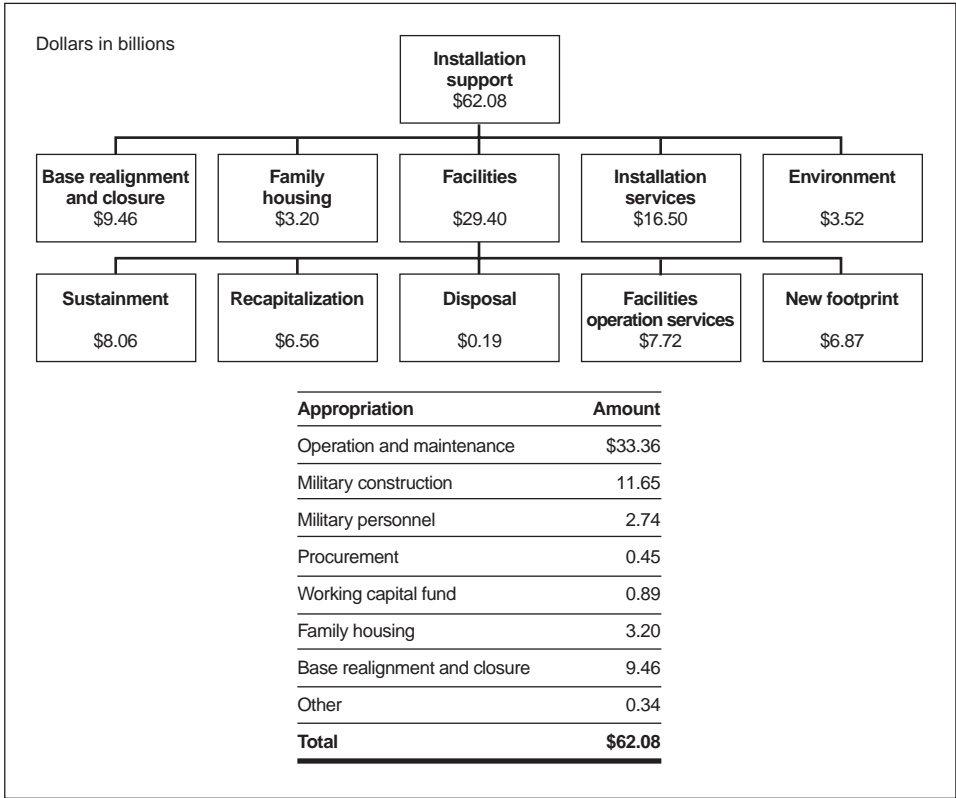 Dollars in billions
Installation
support
$62.08
Base realignment
and closure
$9.46
Family
housing
$3.20
Facilities
$29.40
Installation
services
$16.50
Environment
$3.52
Sustainment
$8.06
Recapitalization
$6.56
Disposal
$0.19
Facilities
operation services
$7.72
New footprint
$6.87
Appropriation Amount
Operation and maintenance $33.36
Military construction 11.65
Military personnel 2.74
Procurement 0.45
Working capital fund 0.89
Family housing 3.20
Base realignment and closure 9.46
Other 0.34
Total $62.08